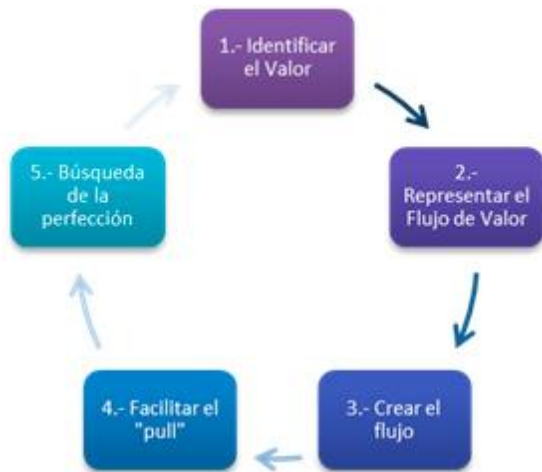 1.- Identificar
el Valor
2.-
Representar el
Flujo de Valor
3.- Crear el
flujo
4.- Facilitar el
"pull"
5.- Búsqueda
de la
perfección